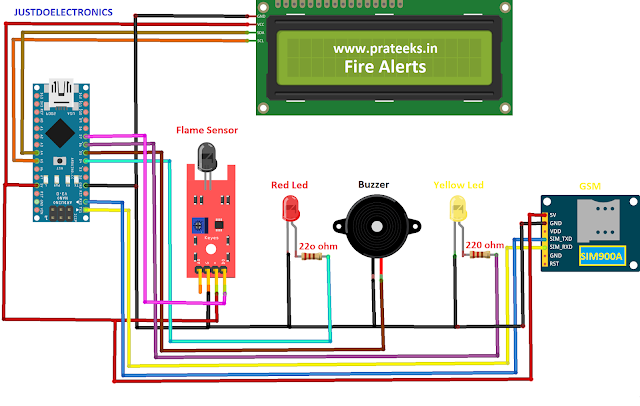 JUSTDOELECTRONICS
GND
VCC
SDA
SCL
www.prateeks.in
Fire Alerts
Flame Sensor
Red Led
Buzzer
Yellow Led
GSM
22o ohm
220 ohm
5V
GND
VDD
SIM_TXD
SIM_RXD
GND
RST
SIM900A
Keyes